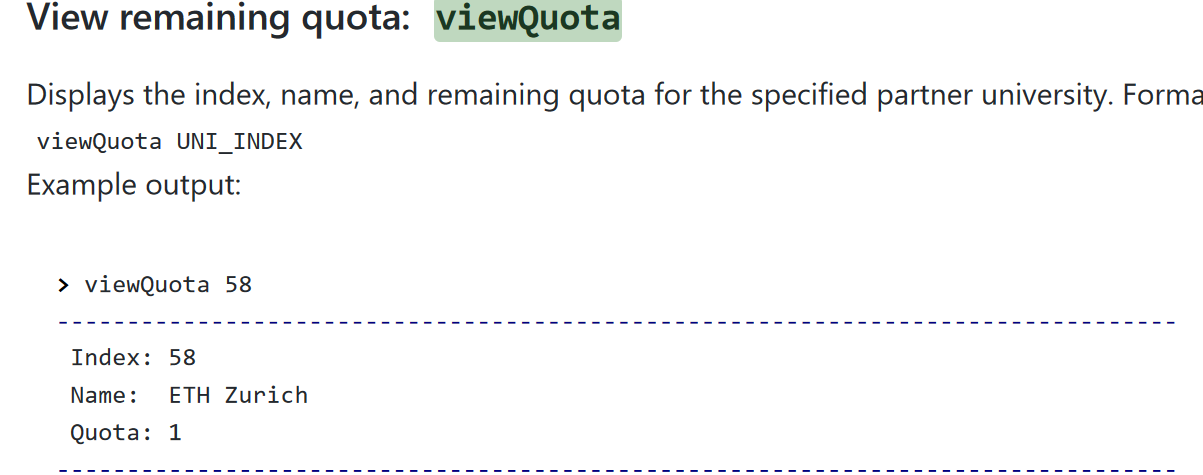 View remaining quota: viewQuota
Displays the index, name, and remaining quota for the specified partner university. Forma
viewQuota UNI_INDEX
Example output:
> viewQuota 58
--------------------------------------------------------------------------------
Index: 58
Name:  ETH Zurich
Quota: 1
--------------------------------------------------------------------------------